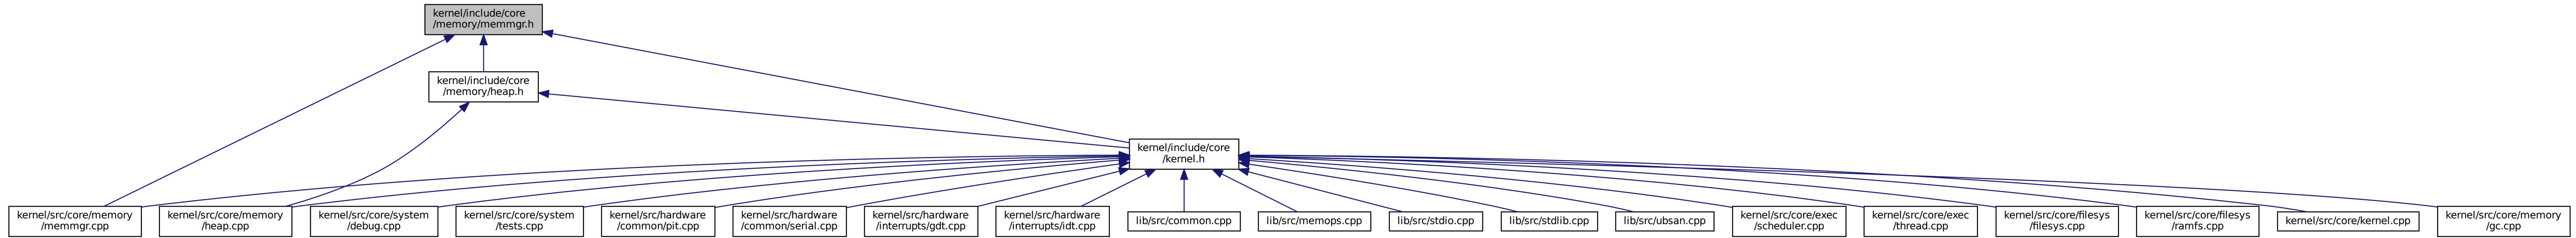 kernel/include/core
/memory/memmgr.h
kernel/include/core
/memory/heap.h
kernel/include/core
/kernel.h
kernel/src/core/memory
/memmgr.cpp
kernel/src/core/memory
/heap.cpp
kernel/src/core/system
/debug.cpp
kernel/src/core/system
/tests.cpp
kernel/src/hardware
/common/pit.cpp
kernel/src/hardware
/common/serial.cpp
kernel/src/hardware
/interrupts/gdt.cpp
kernel/src/hardware
/interrupts/idt.cpp
lib/src/common.cpp
lib/src/memops.cpp
lib/src/stdio.cpp
lib/src/stdlib.cpp
lib/src/ubsan.cpp
kernel/src/core/exec
/scheduler.cpp
kernel/src/core/exec
/thread.cpp
kernel/src/core/filesys
/filesys.cpp
kernel/src/core/filesys
/ramfs.cpp
kernel/src/core/kernel.cpp
kernel/src/core/memory
/gc.cpp